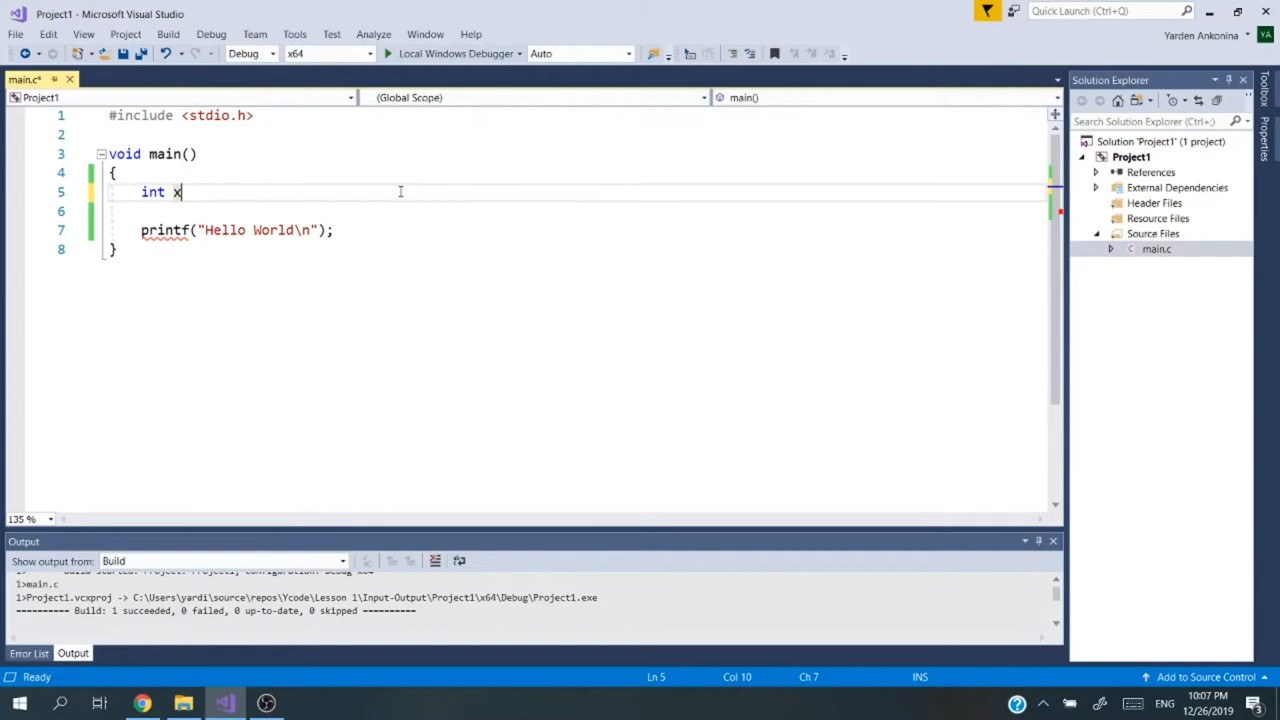 Project1 - Microsoft Visual Studio
Quick Launch (Ctrl+Q)
File Edit View Project Build Debug Team Tools Test Analyze Window Help
Yarden Ankonina YA
Debug x64 Local Windows Debugger Auto
main.c*
Project1 (Global Scope) main()
1 #include <stdio.h>
2
3 void main()
4 {
5 int x
6
7 printf("Hello World\n");
8 }
135 %
Solution Explorer
Search Solution Explorer (Ctrl+;)
Solution 'Project1' (1 project)
Project1
References
External Dependencies
Header Files
Resource Files
Source Files
main.c
Toolbox
Properties
Output
Show output from: Build
1>main.c
1>Project1.vcxproj -> C:\Users\yardi\source\repos\Ycode\Lesson 1\Input-Output\Project1\x64\Debug\Project1.exe
========== Build: 1 succeeded, 0 failed, 0 up-to-date, 0 skipped ==========
Error List Output
Ready Ln 5 Col 10 Ch 7 INS Add to Source Control
ENG 10:07 PM
12/26/2019 3